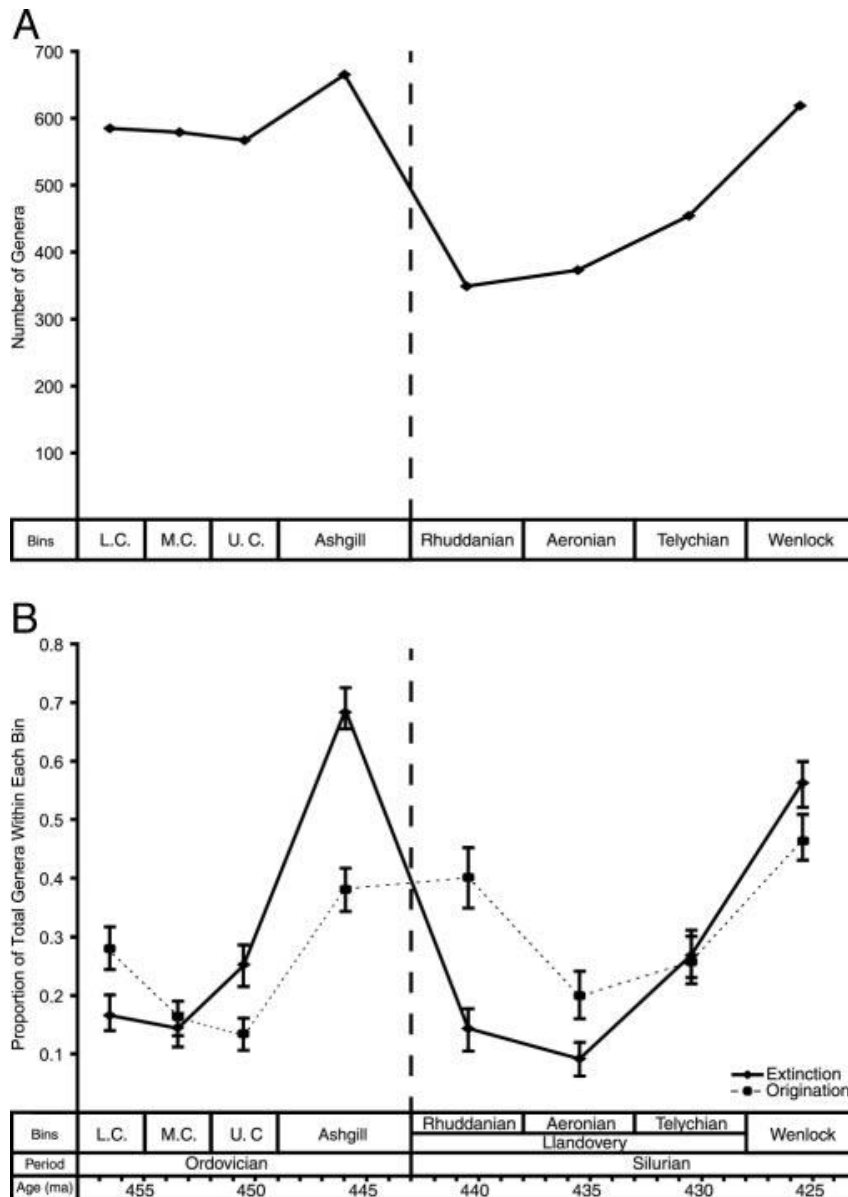 A
700
600
500
400
300
200
100
Number of Genera
Bins L.C. M.C. U. C. Ashgill Rhuddanian Aeronian Telychian Wenlock
B
0.8
0.7
0.6
0.5
0.4
0.3
0.2
0.1
Proportion of Total Genera Within Each Bin
Extinction
Origination
Bins L.C. M.C. U. C Ashgill Rhuddanian Aeronian Telychian Wenlock
Llandovery
Period Ordovician Silurian
Age (ma) 455 450 445 440 435 430 425